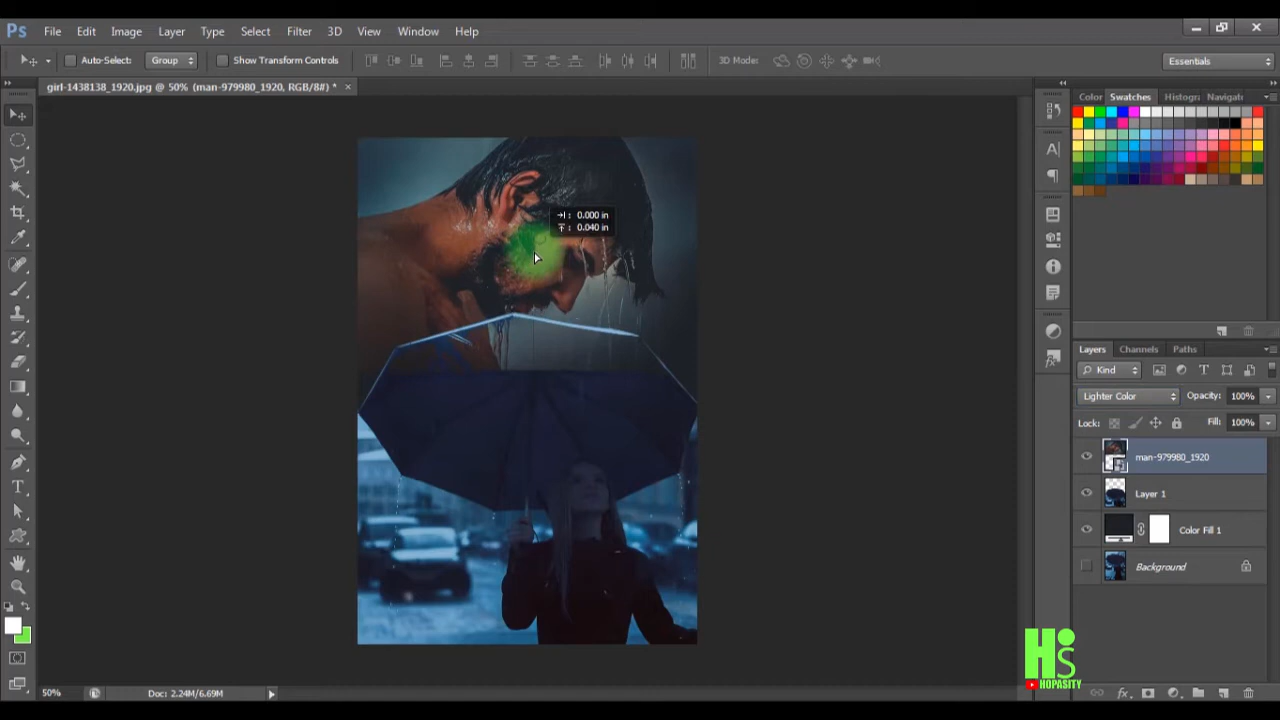 Ps File Edit Image Layer Type Select Filter 3D View Window Help
Auto-Select: Group Show Transform Controls 3D Mode: Essentials
girl-1438138_1920.jpg @ 50% (man-979980_1920, RGB/8#) * ×
Color Swatches Histogr Navigat
: 0.000 in
: 0.040 in
Layers Channels Paths
Kind
Lighter Color Opacity: 100%
Lock: Fill: 100%
man-979980_1920
Layer 1
Color Fill 1
Background
50% Doc: 2.24M/6.69M
HS
HOPASITY